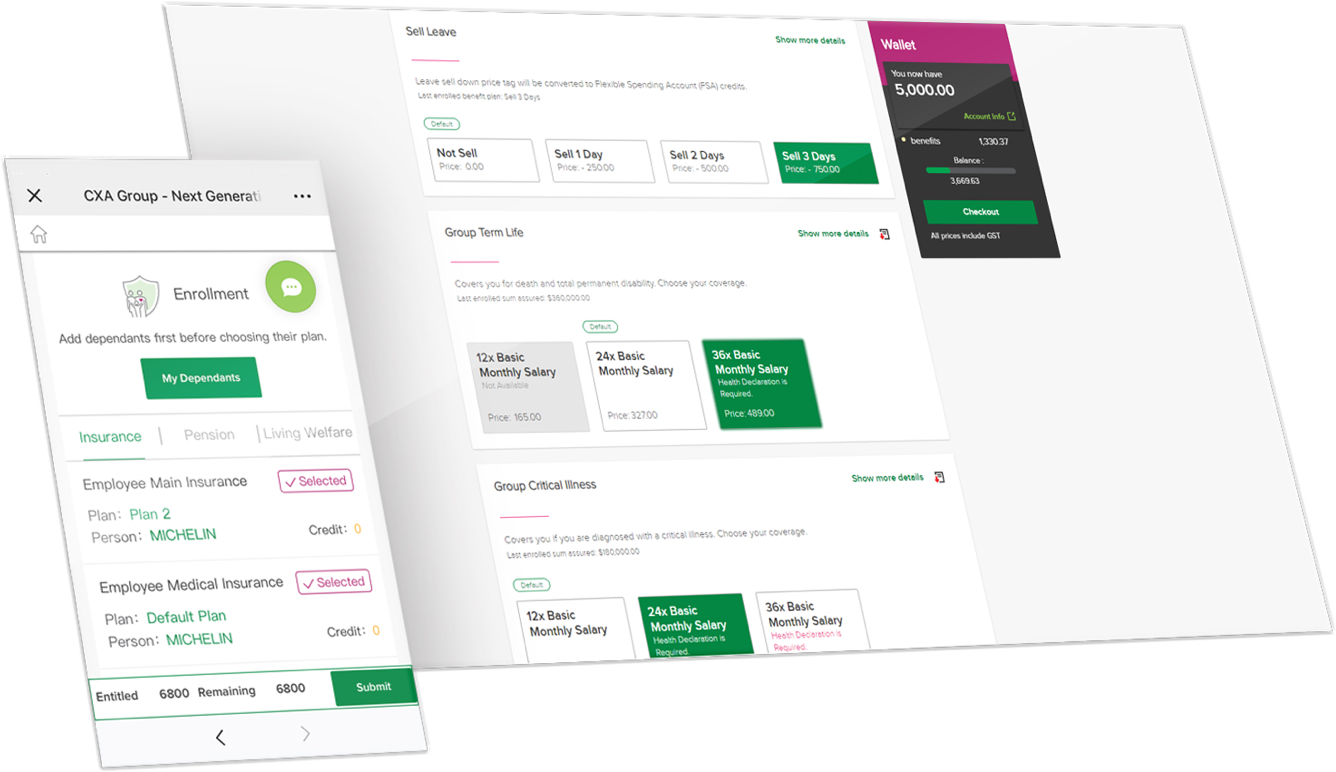 Sell Leave
Show more details
Leave sell down price tag will be converted to Flexible Spending Account (FSA) credits.
Last enrolled benefit plan: Sell 3 Days
Default
Not Sell
Price: 0.00
Sell 1 Day
Price: - 250.00
Sell 2 Days
Price: - 500.00
Sell 3 Days
Price: - 750.00
Group Term Life
Show more details
Covers you for death and total permanent disability. Choose your coverage.
Last enrolled sum assured: $360,000.00
Default
12x Basic
Monthly Salary
Not Available
Price: 165.00
24x Basic
Monthly Salary
Price: 327.00
36x Basic
Monthly Salary
Health Declaration is
Required.
Price: 489.00
Group Critical Illness
Show more details
Covers you if you are diagnosed with a critical illness. Choose your coverage.
Last enrolled sum assured: $180,000.00
Default
12x Basic
Monthly Salary
24x Basic
Monthly Salary
Health Declaration is
Required.
36x Basic
Monthly Salary
Health Declaration is
Required.
Wallet
You now have
5,000.00
Account Info
benefits 1,330.37
Balance :
3,669.63
Checkout
All prices include GST
CXA Group - Next Generati
Enrollment
Add dependants first before choosing their plan.
My Dependants
Insurance | Pension | Living Welfare
Employee Main Insurance
Selected
Plan: Plan 2
Person: MICHELIN
Credit: 0
Employee Medical Insurance
Selected
Plan: Default Plan
Person: MICHELIN
Credit: 0
Entitled 6800 Remaining 6800
Submit